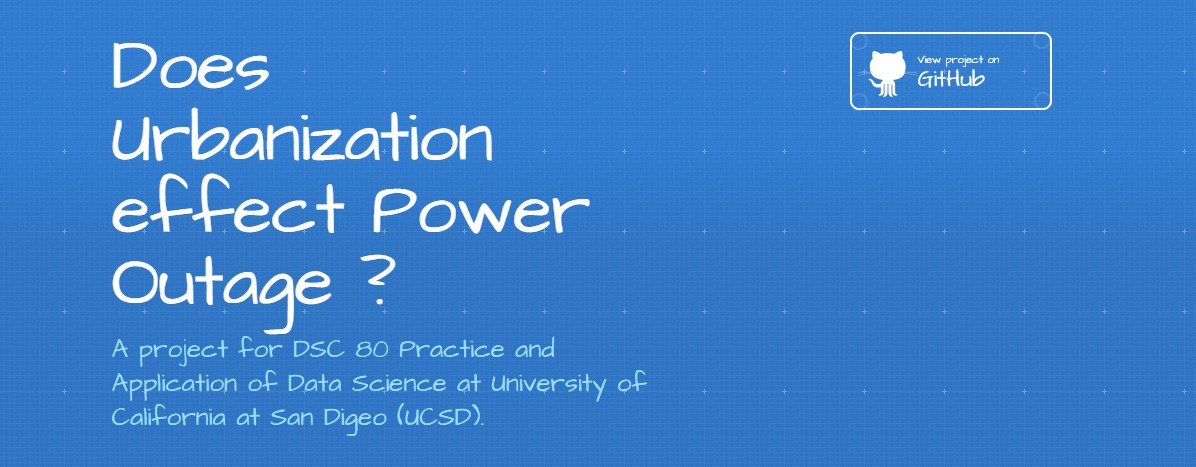 Does
Urbanization
effect Power
Outage ?
A project for DSC 80 Practice and
Application of Data Science at University of
California at San Digeo (UCSD).
View project on
GitHub